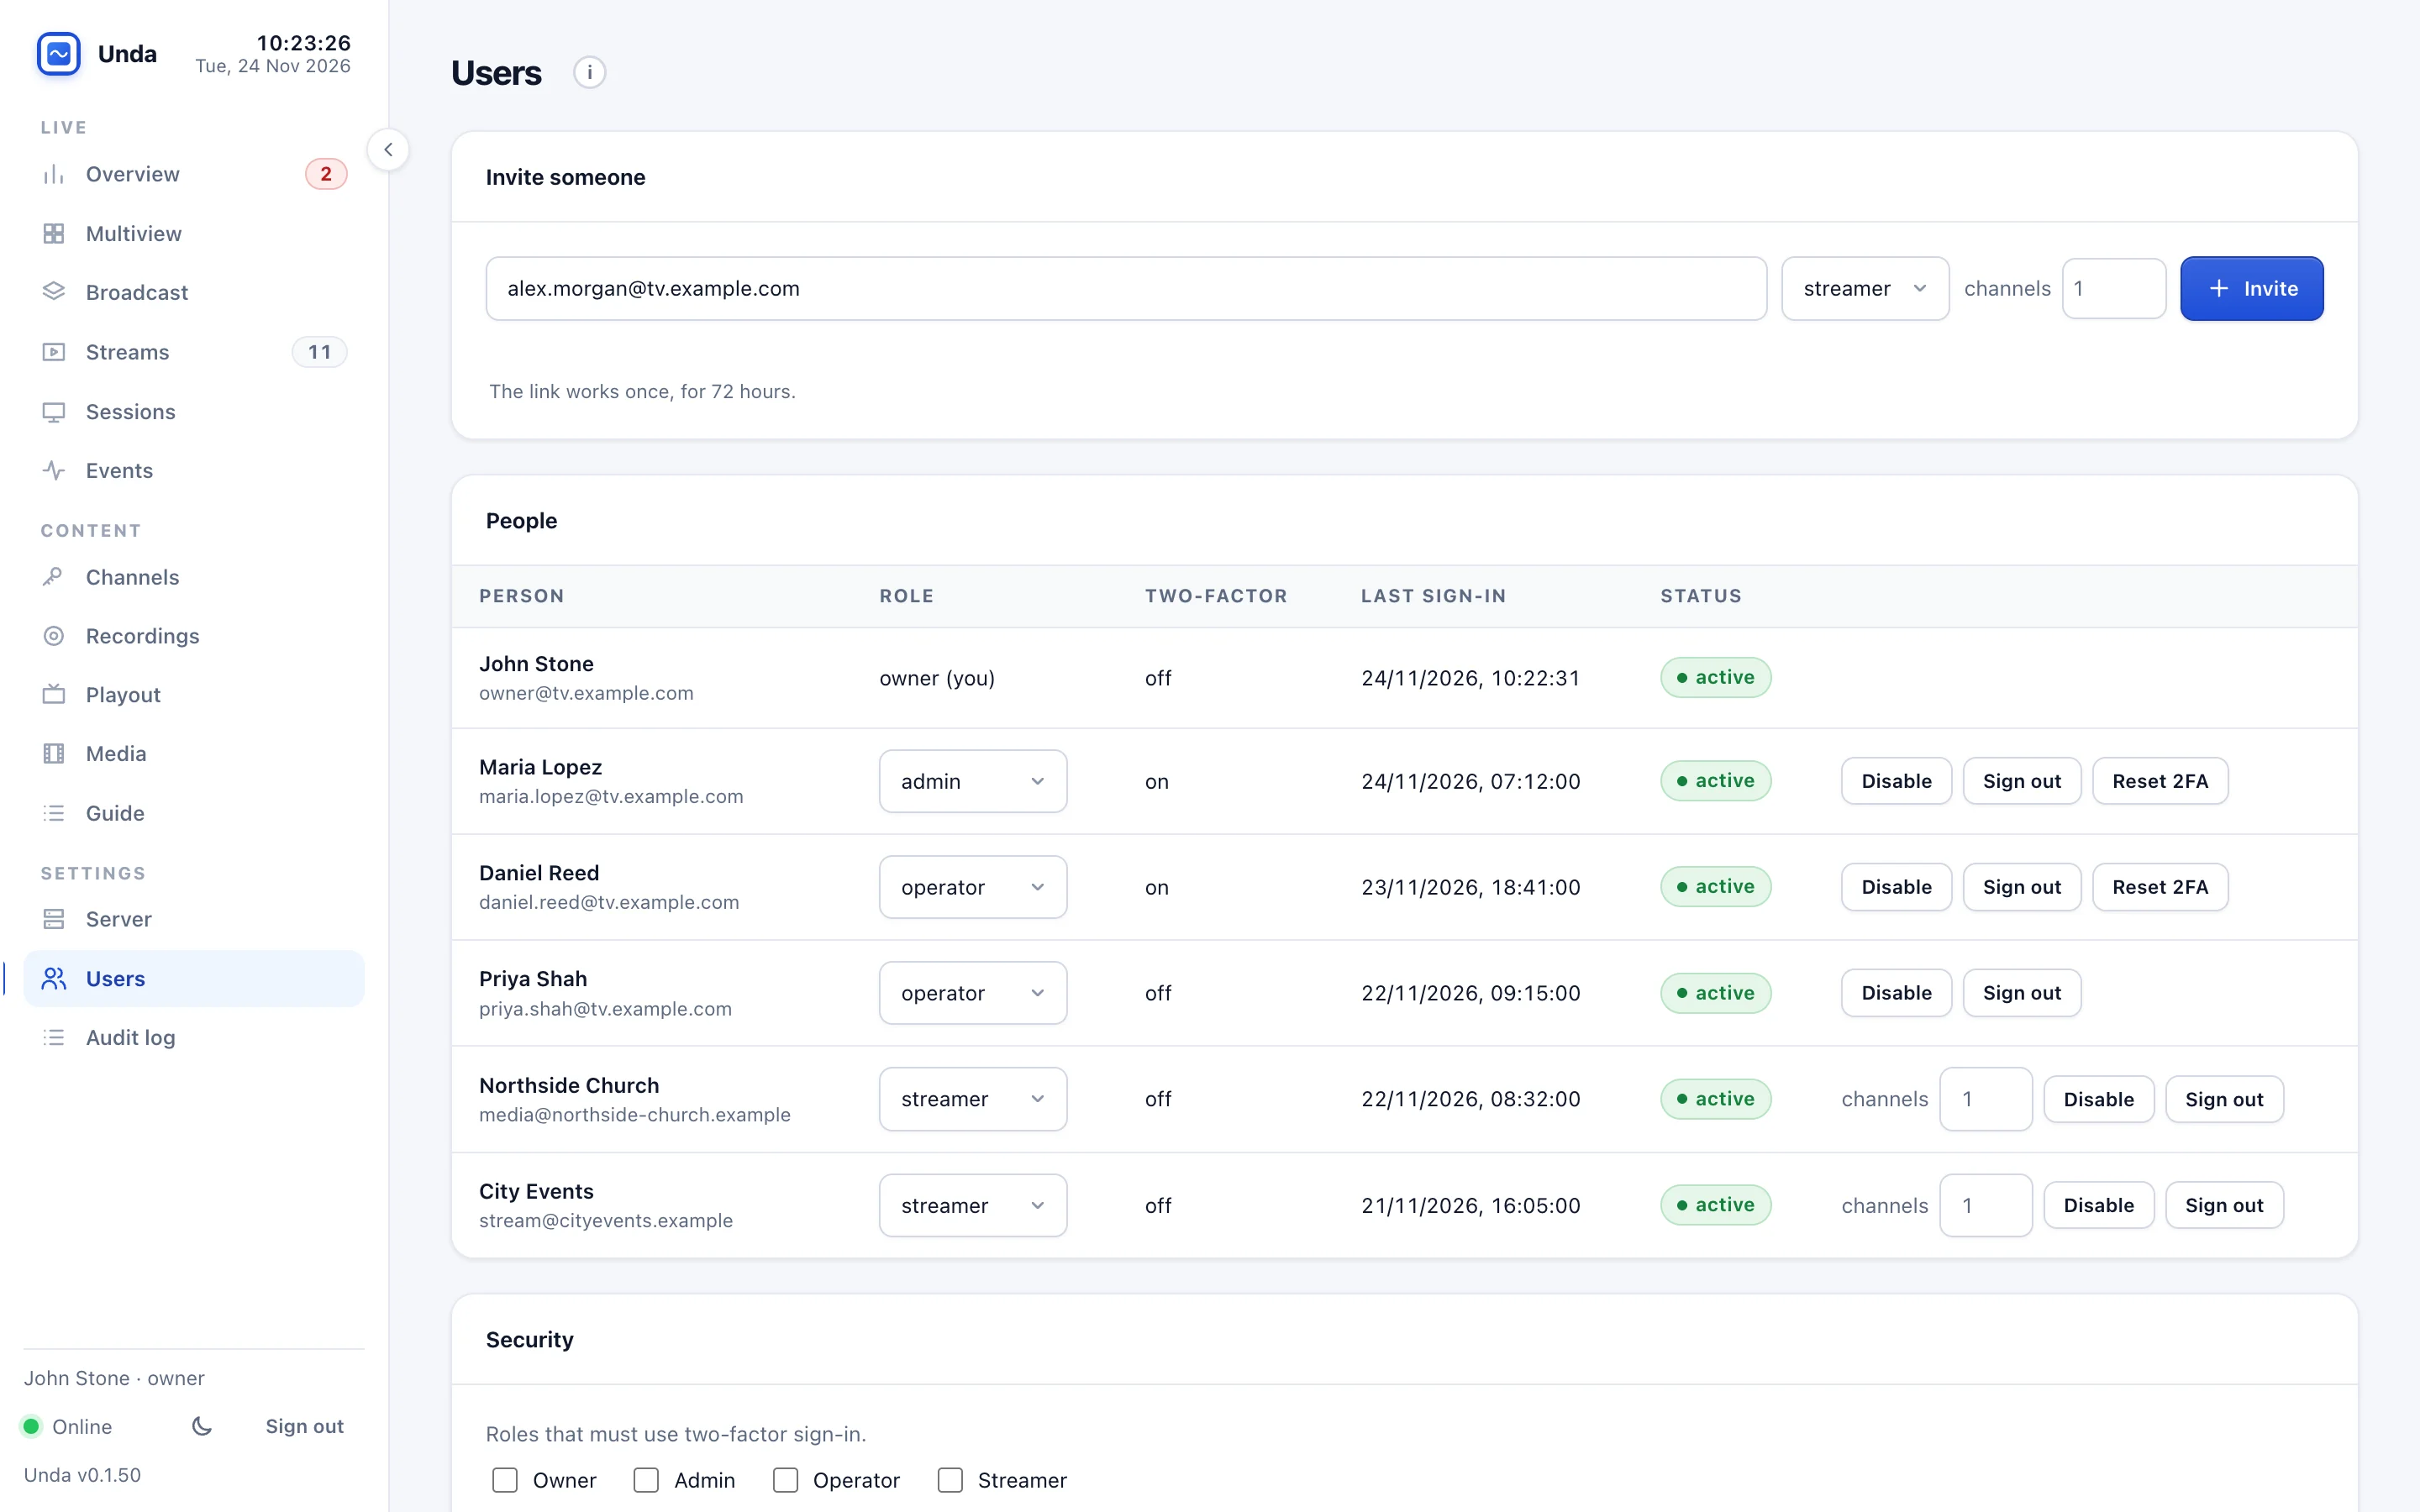 Unda
10:23:26
Tue, 24 Nov 2026
LIVE
Overview 2
Multiview
Broadcast
Streams 11
Sessions
Events
CONTENT
Channels
Recordings
Playout
Media
Guide
SETTINGS
Server
Users
Audit log
John Stone · owner
Online Sign out
Unda v0.1.50
Users i
Invite someone
alex.morgan@tv.example.com streamer channels 1 + Invite
The link works once, for 72 hours.
People
PERSON ROLE TWO-FACTOR LAST SIGN-IN STATUS
John Stone
owner@tv.example.com
owner (you) off 24/11/2026, 10:22:31 active
Maria Lopez
maria.lopez@tv.example.com
admin on 24/11/2026, 07:12:00 active Disable Sign out Reset 2FA
Daniel Reed
daniel.reed@tv.example.com
operator on 23/11/2026, 18:41:00 active Disable Sign out Reset 2FA
Priya Shah
priya.shah@tv.example.com
operator off 22/11/2026, 09:15:00 active Disable Sign out
Northside Church
media@northside-church.example
streamer off 22/11/2026, 08:32:00 active channels 1 Disable Sign out
City Events
stream@cityevents.example
streamer off 21/11/2026, 16:05:00 active channels 1 Disable Sign out
Security
Roles that must use two-factor sign-in.
Owner Admin Operator Streamer